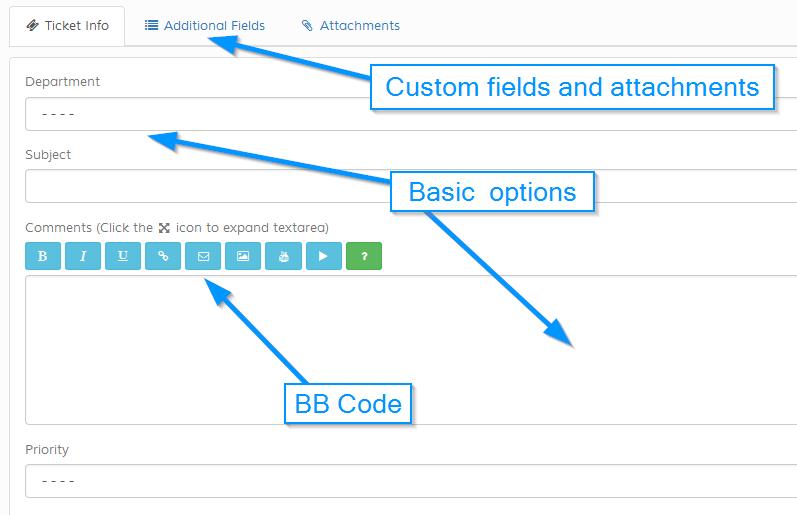 Ticket Info Additional Fields Attachments
Custom fields and attachments
Department
- - - -
Basic options
Subject
Comments (Click the icon to expand textarea)
B I U ?
BB Code
Priority
- - - -